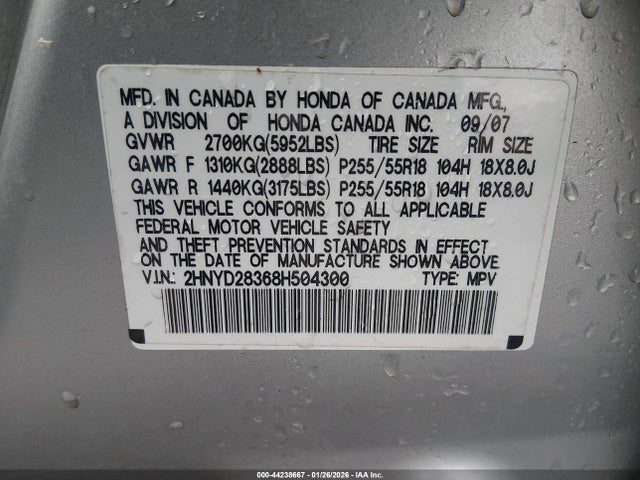 MFD. IN CANADA BY HONDA OF CANADA MFG.,
A DIVISION OF HONDA CANADA INC. 09/07
GVWR 2700KG(5952LBS) TIRE SIZE RIM SIZE
GAWR F 1310KG(2888LBS) P255/55R18 104H 18X8.0J
GAWR R 1440KG(3175LBS) P255/55R18 104H 18X8.0J
THIS VEHICLE CONFORMS TO ALL APPLICABLE
FEDERAL MOTOR VEHICLE SAFETY
AND THEFT PREVENTION STANDARDS IN EFFECT
ON THE DATE OF MANUFACTURE SHOWN ABOVE.
V.I.N.: 2HNYD28368H504300 TYPE: MPV
000-44238667 - 01/26/2026 - IAA Inc.